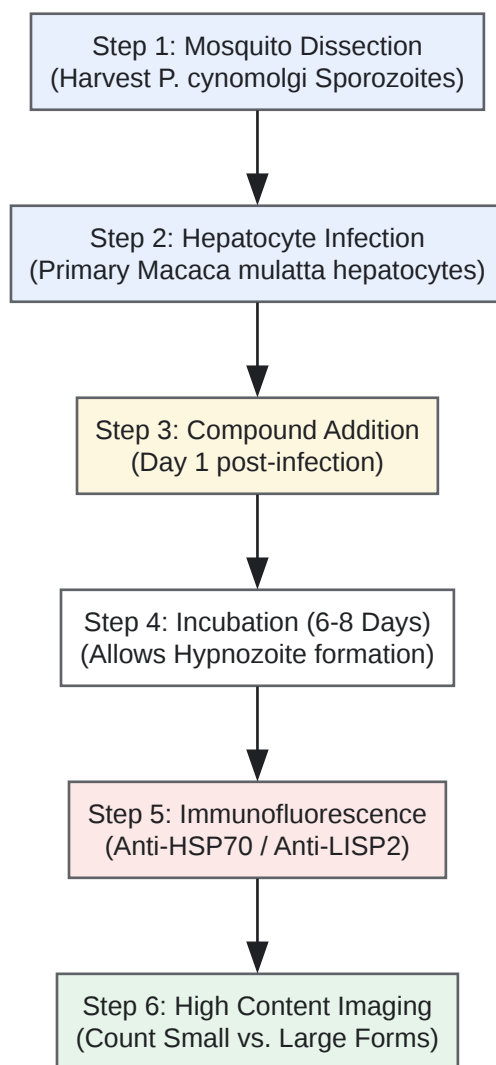 Step 1: Mosquito Dissection
(Harvest P. cynomolgi Sporozoites)
Step 2: Hepatocyte Infection
(Primary Macaca mulatta hepatocytes)
Step 3: Compound Addition
(Day 1 post-infection)
Step 4: Incubation (6-8 Days)
(Allows Hypnozoite formation)
Step 5: Immunofluorescence
(Anti-HSP70 / Anti-LISP2)
Step 6: High Content Imaging
(Count Small vs. Large Forms)